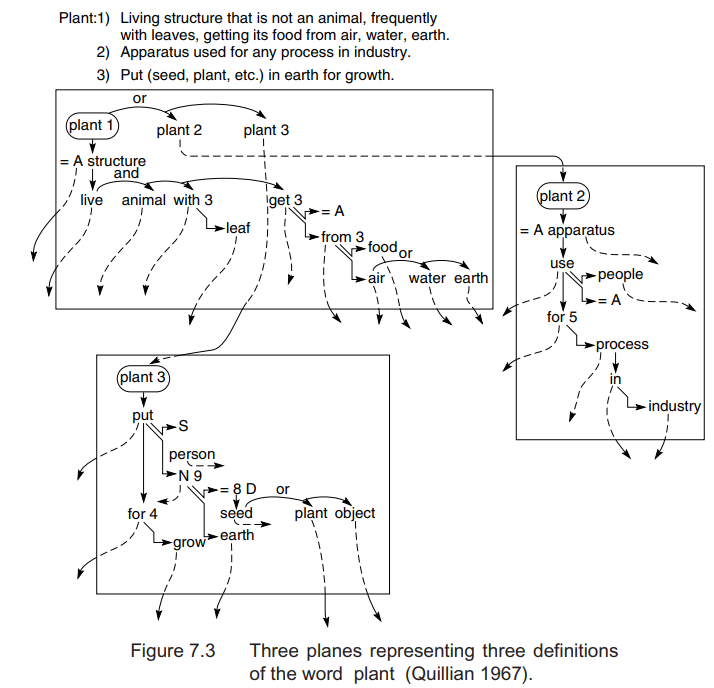 Plant:1) Living structure that is not an animal, frequently
with leaves, getting its food from air, water, earth.
2) Apparatus used for any process in industry.
3) Put (seed, plant, etc.) in earth for growth.
or
plant 1
plant 2
plant 3
= A structure
and
live animal with 3 get 3
= A
leaf
from 3
food
or
air water earth
plant 2
= A apparatus
use
people
= A
for 5
process
in
industry
plant 3
put
S
person
N 9
= 8 D or
for 4
seed plant object
grow
earth
Figure 7.3 Three planes representing three definitions
of the word plant (Quillian 1967).